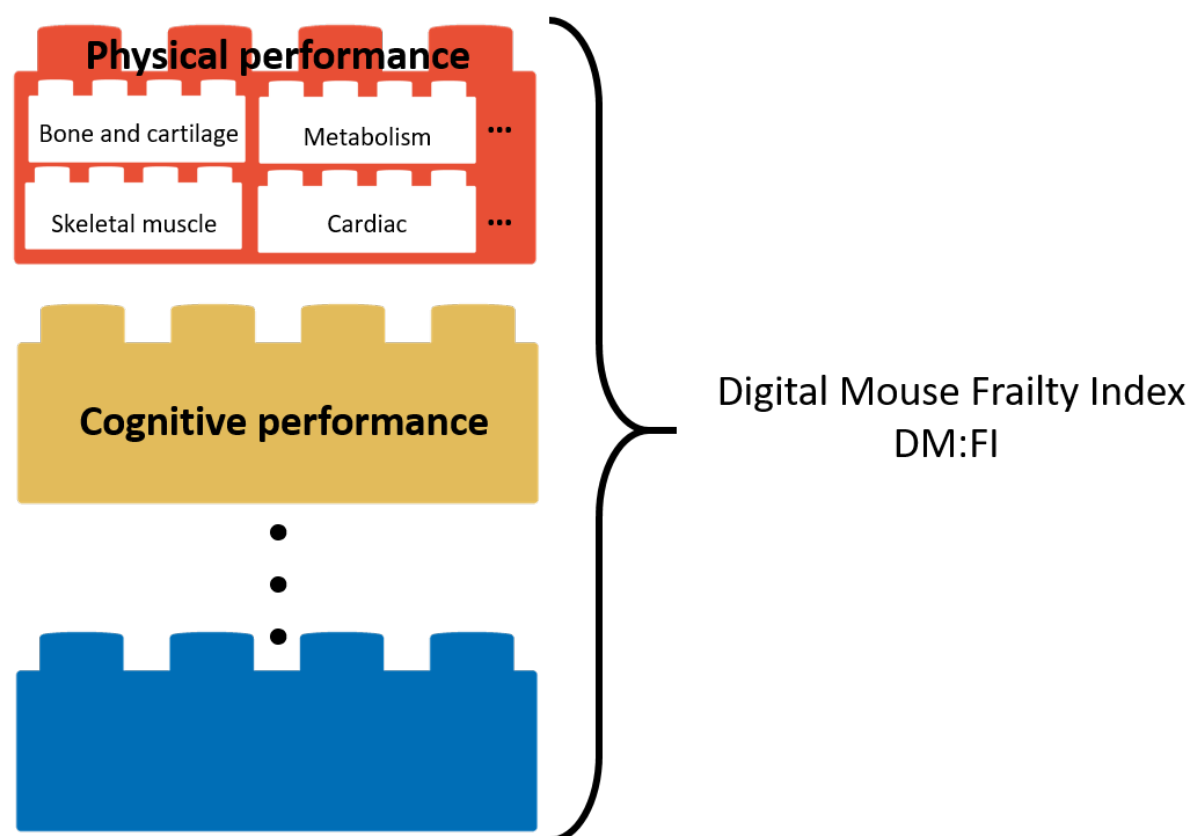 Physical performance
Bone and cartilage
Metabolism
...
Skeletal muscle
Cardiac
...
Cognitive performance
Digital Mouse Frailty Index
DM:FI